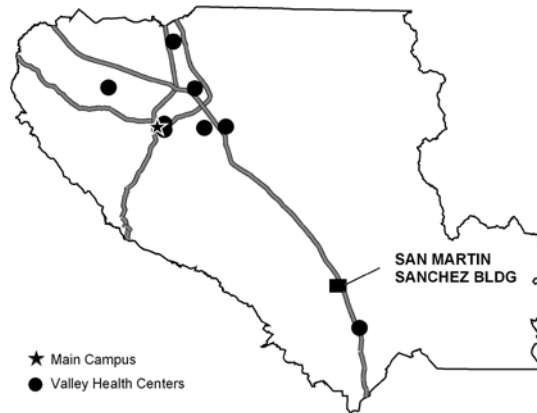 SAN MARTIN
SANCHEZ BLDG
Main Campus
Valley Health Centers